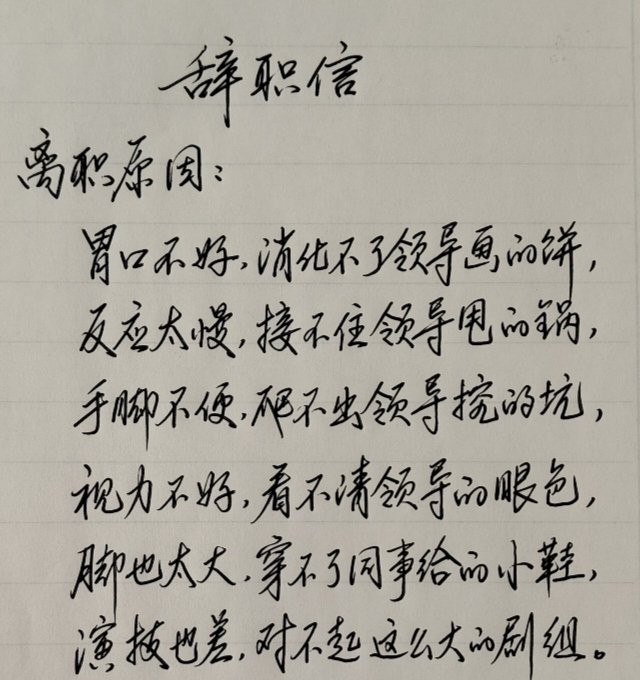 辞职信
离职原因：
胃口不好，消化不了领导画的饼，
反应太慢，接不住领导甩的锅，
手脚不便，爬不出领导挖的坑，
视力不好，看不清领导的眼色，
脚也太大，穿不了同事给的小鞋，
演技也差，对不起这么大的剧组。